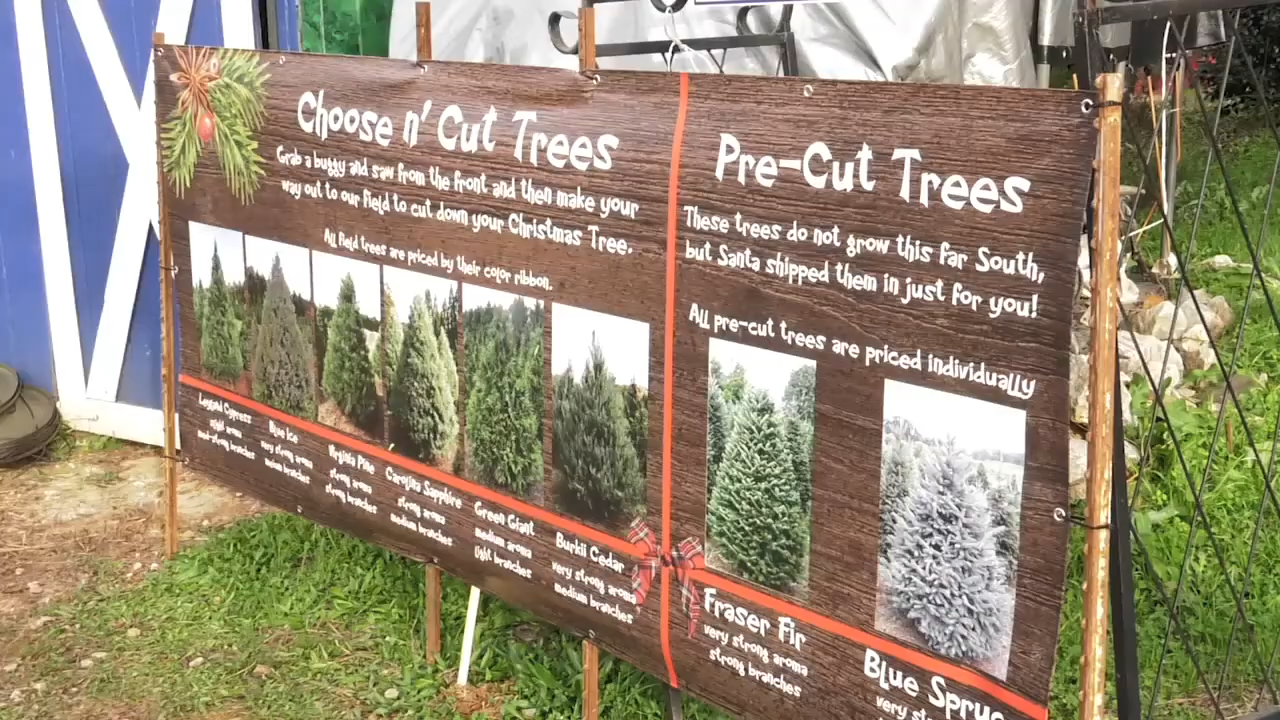 Choose n' Cut Trees
Grab a buggy and saw from the front and then make your
way out to our field to cut down your Christmas Tree.
All field trees are priced by their color ribbon.
Leyland Cypress
light aroma
med-strong branches
Blue Ice
very strong aroma
medium branches
Virginia Pine
strong aroma
strong branches
Carolina Sapphire
strong aroma
medium branches
Green Giant
medium aroma
light branches
Burkii Cedar
very strong aroma
medium branches
Pre-Cut Trees
These trees do not grow this far South,
but Santa shipped them in just for you!
All pre-cut trees are priced individually
Fraser Fir
very strong aroma
strong branches
Blue Spruc
very st